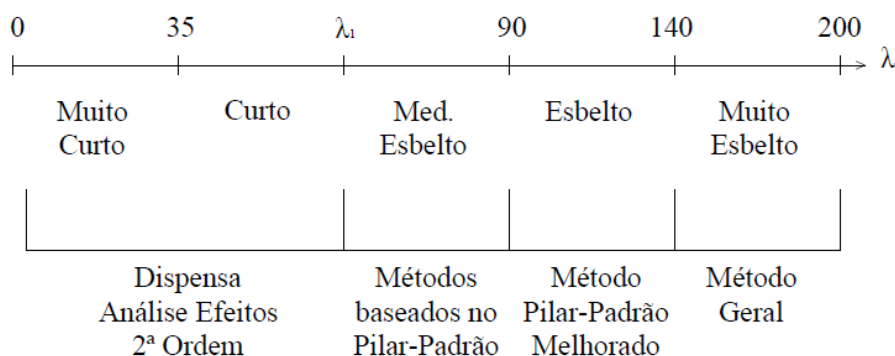 0 35 λ₁ 90 140 200
λ
Muito Curto Med. Esbelto Muito
Curto Esbelto Esbelto
Dispensa Métodos Método Método
Análise Efeitos baseados no Pilar-Padrão Geral
2ª Ordem Pilar-Padrão Melhorado